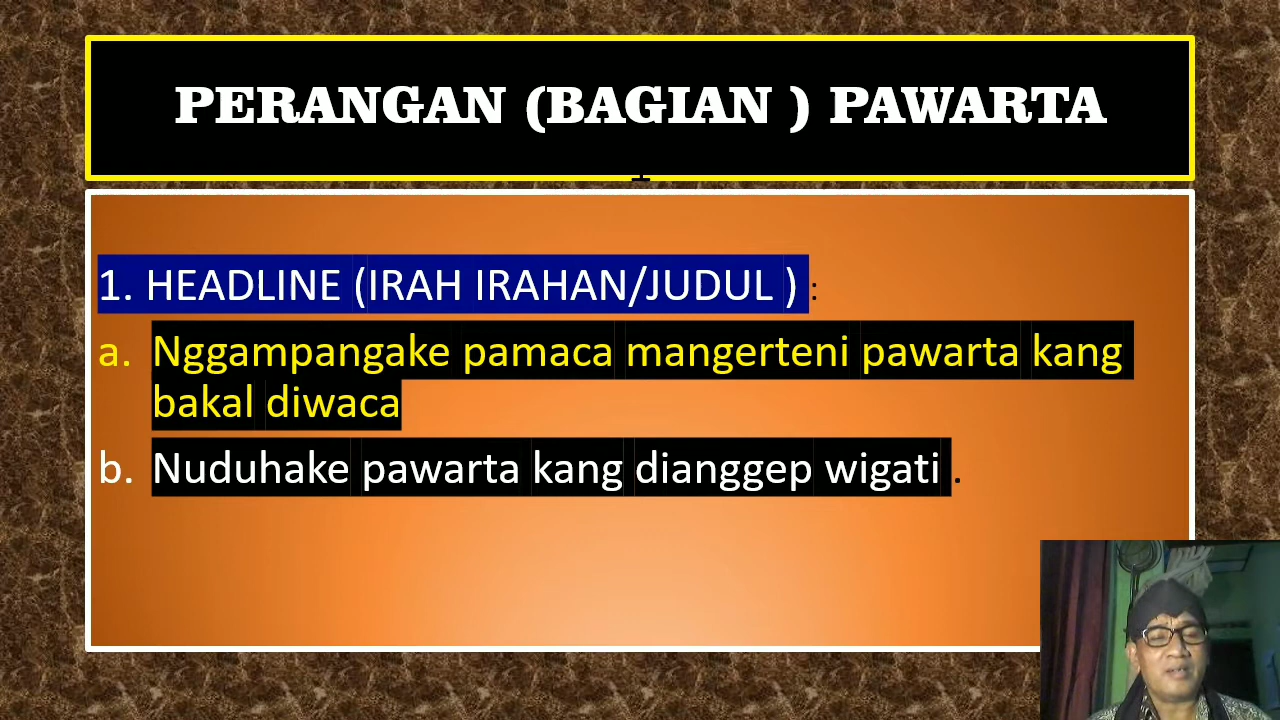 PERANGAN (BAGIAN ) PAWARTA
1. HEADLINE (IRAH IRAHAN/JUDUL ) :
a. Nggampangake pamaca mangerteni pawarta kang
bakal diwaca
b. Nuduhake pawarta kang dianggep wigati .